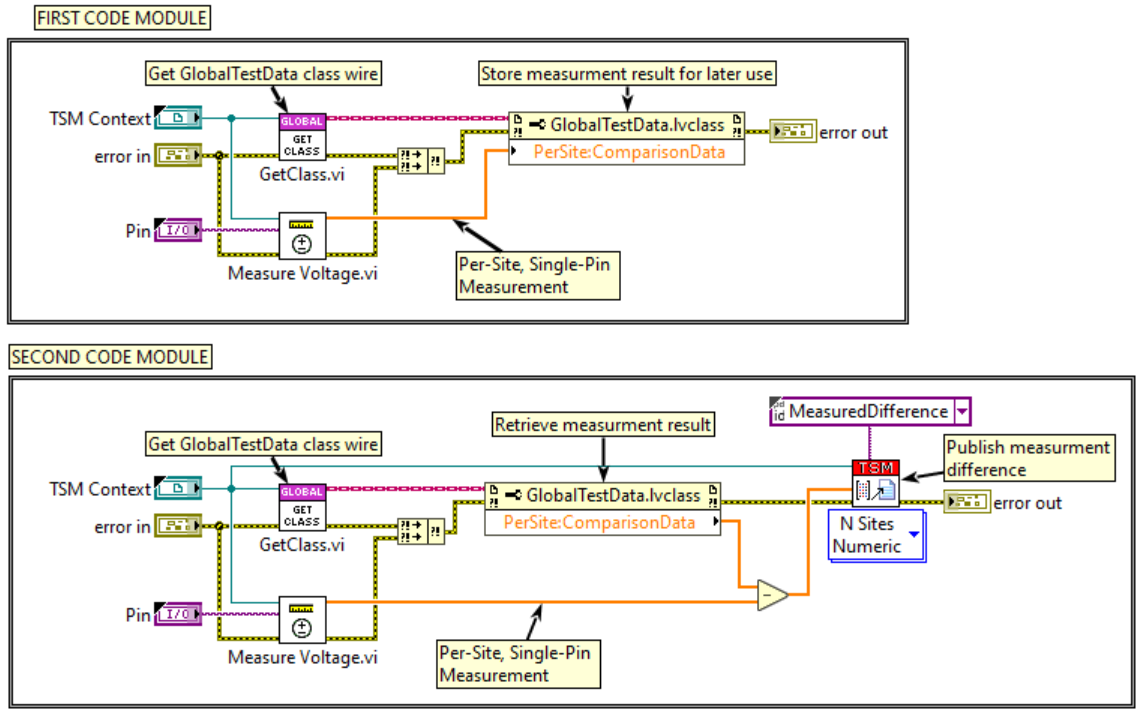 FIRST CODE MODULE
Get GlobalTestData class wire
Store measurment result for later use
TSM Context
GLOBAL
GET
CLASS
GetClass.vi
GlobalTestData.lvclass
PerSite:ComparisonData
error out
error in
Pin
I/O
Measure Voltage.vi
Per-Site, Single-Pin
Measurement
SECOND CODE MODULE
MeasuredDifference
Get GlobalTestData class wire
Retrieve measurment result
Publish measurment
difference
TSM Context
GLOBAL
GET
CLASS
GetClass.vi
GlobalTestData.lvclass
PerSite:ComparisonData
TSM
error out
error in
N Sites
Numeric
Pin
I/O
Measure Voltage.vi
Per-Site, Single-Pin
Measurement